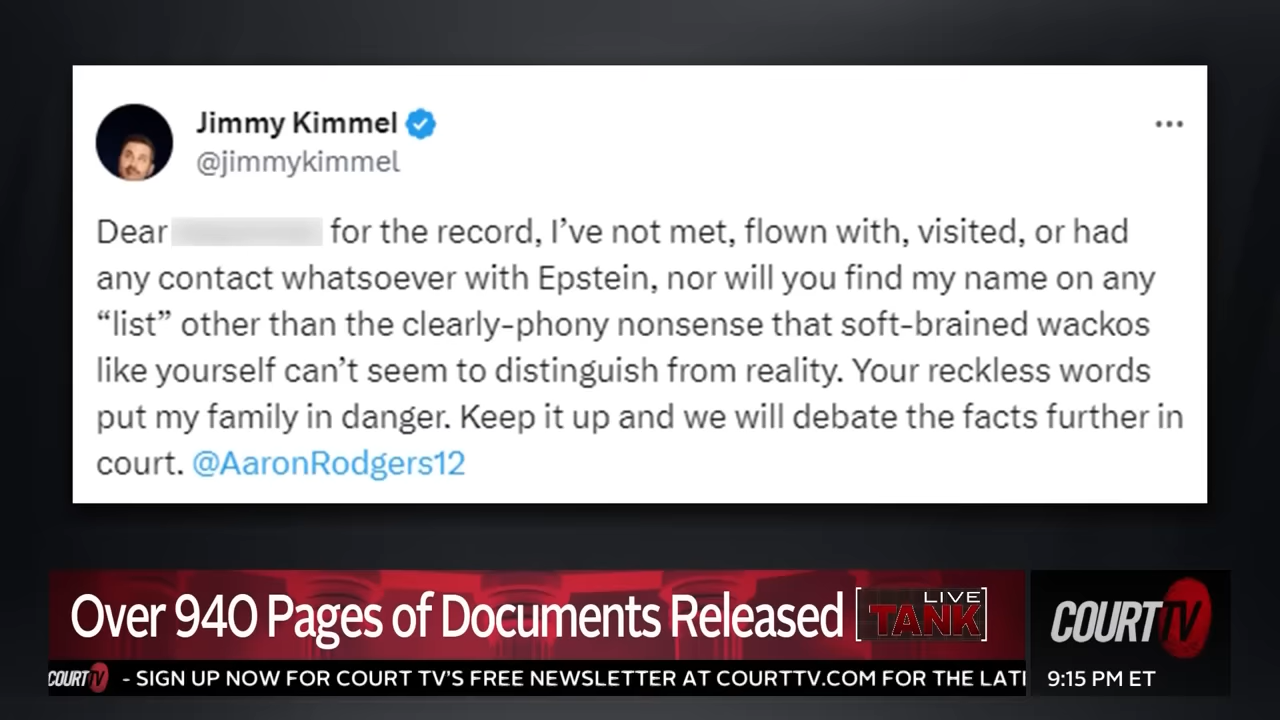 Jimmy Kimmel
@jimmykimmel
Dear for the record, I’ve not met, flown with, visited, or had
any contact whatsoever with Epstein, nor will you find my name on any
“list” other than the clearly-phony nonsense that soft-brained wackos
like yourself can’t seem to distinguish from reality. Your reckless words
put my family in danger. Keep it up and we will debate the facts further in
court. @AaronRodgers12
Over 940 Pages of Documents Released [LIVE TANK]
COURT TV
COURT TV - SIGN UP NOW FOR COURT TV'S FREE NEWSLETTER AT COURTTV.COM FOR THE LATI
9:15 PM ET